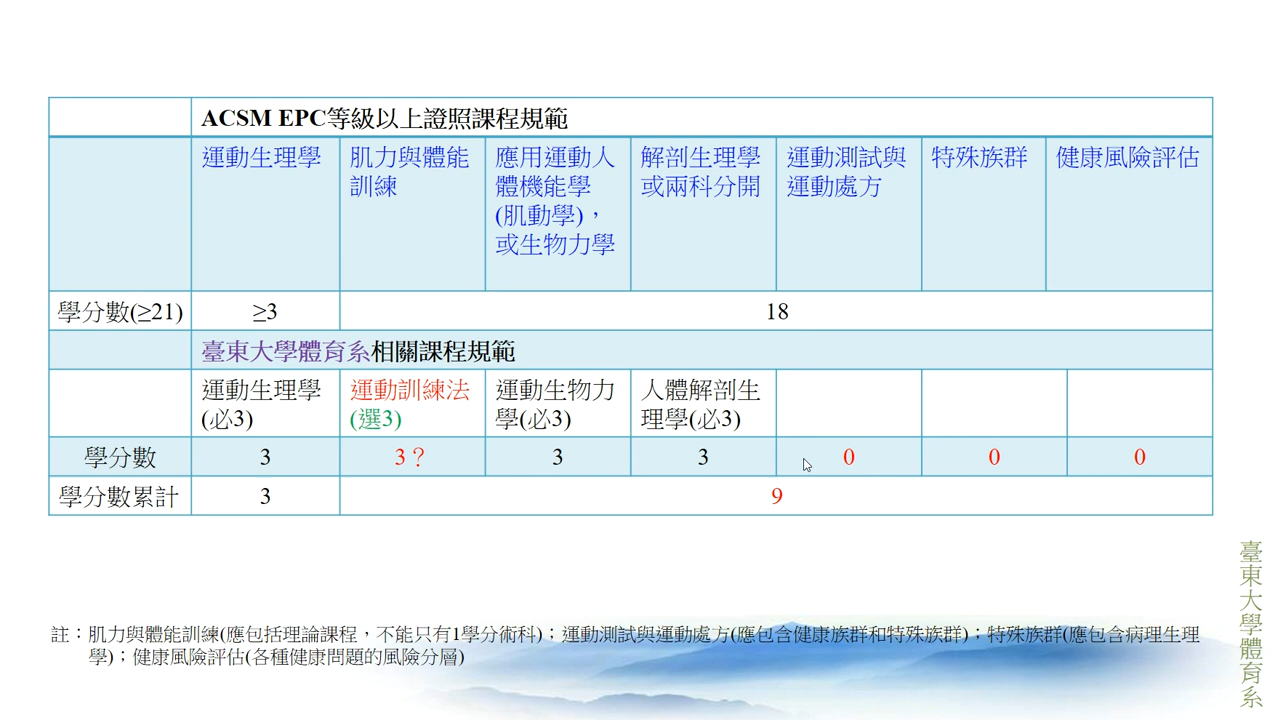 ACSM EPC等級以上證照課程規範
運動生理學
肌力與體能
訓練
應用運動人
體機能學
(肌動學)，
或生物力學
解剖生理學
或兩科分開
運動測試與
運動處方
特殊族群
健康風險評估
學分數(≥21)
≥3
18
臺東大學體育系相關課程規範
運動生理學
(必3)
運動訓練法
(選3)
運動生物力
學(必3)
人體解剖生
理學(必3)
學分數
3
3？
3
3
0
0
0
學分數累計
3
9
註：肌力與體能訓練(應包括理論課程，不能只有1學分術科)；運動測試與運動處方(應包含健康族群和特殊族群)；特殊族群(應包含病理生理
學)；健康風險評估(各種健康問題的風險分層)
臺東大學體育系